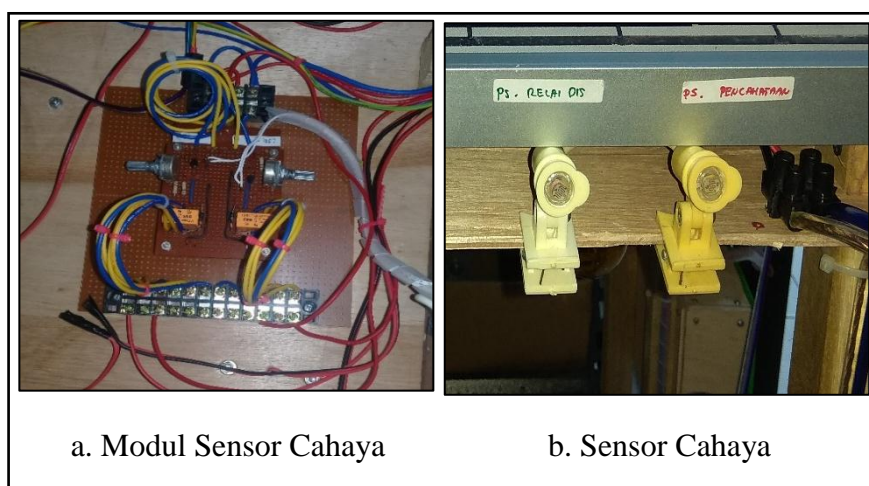 PS. RELAI DIS
PS. PENCAHAYAAN
a. Modul Sensor Cahaya
b. Sensor Cahaya